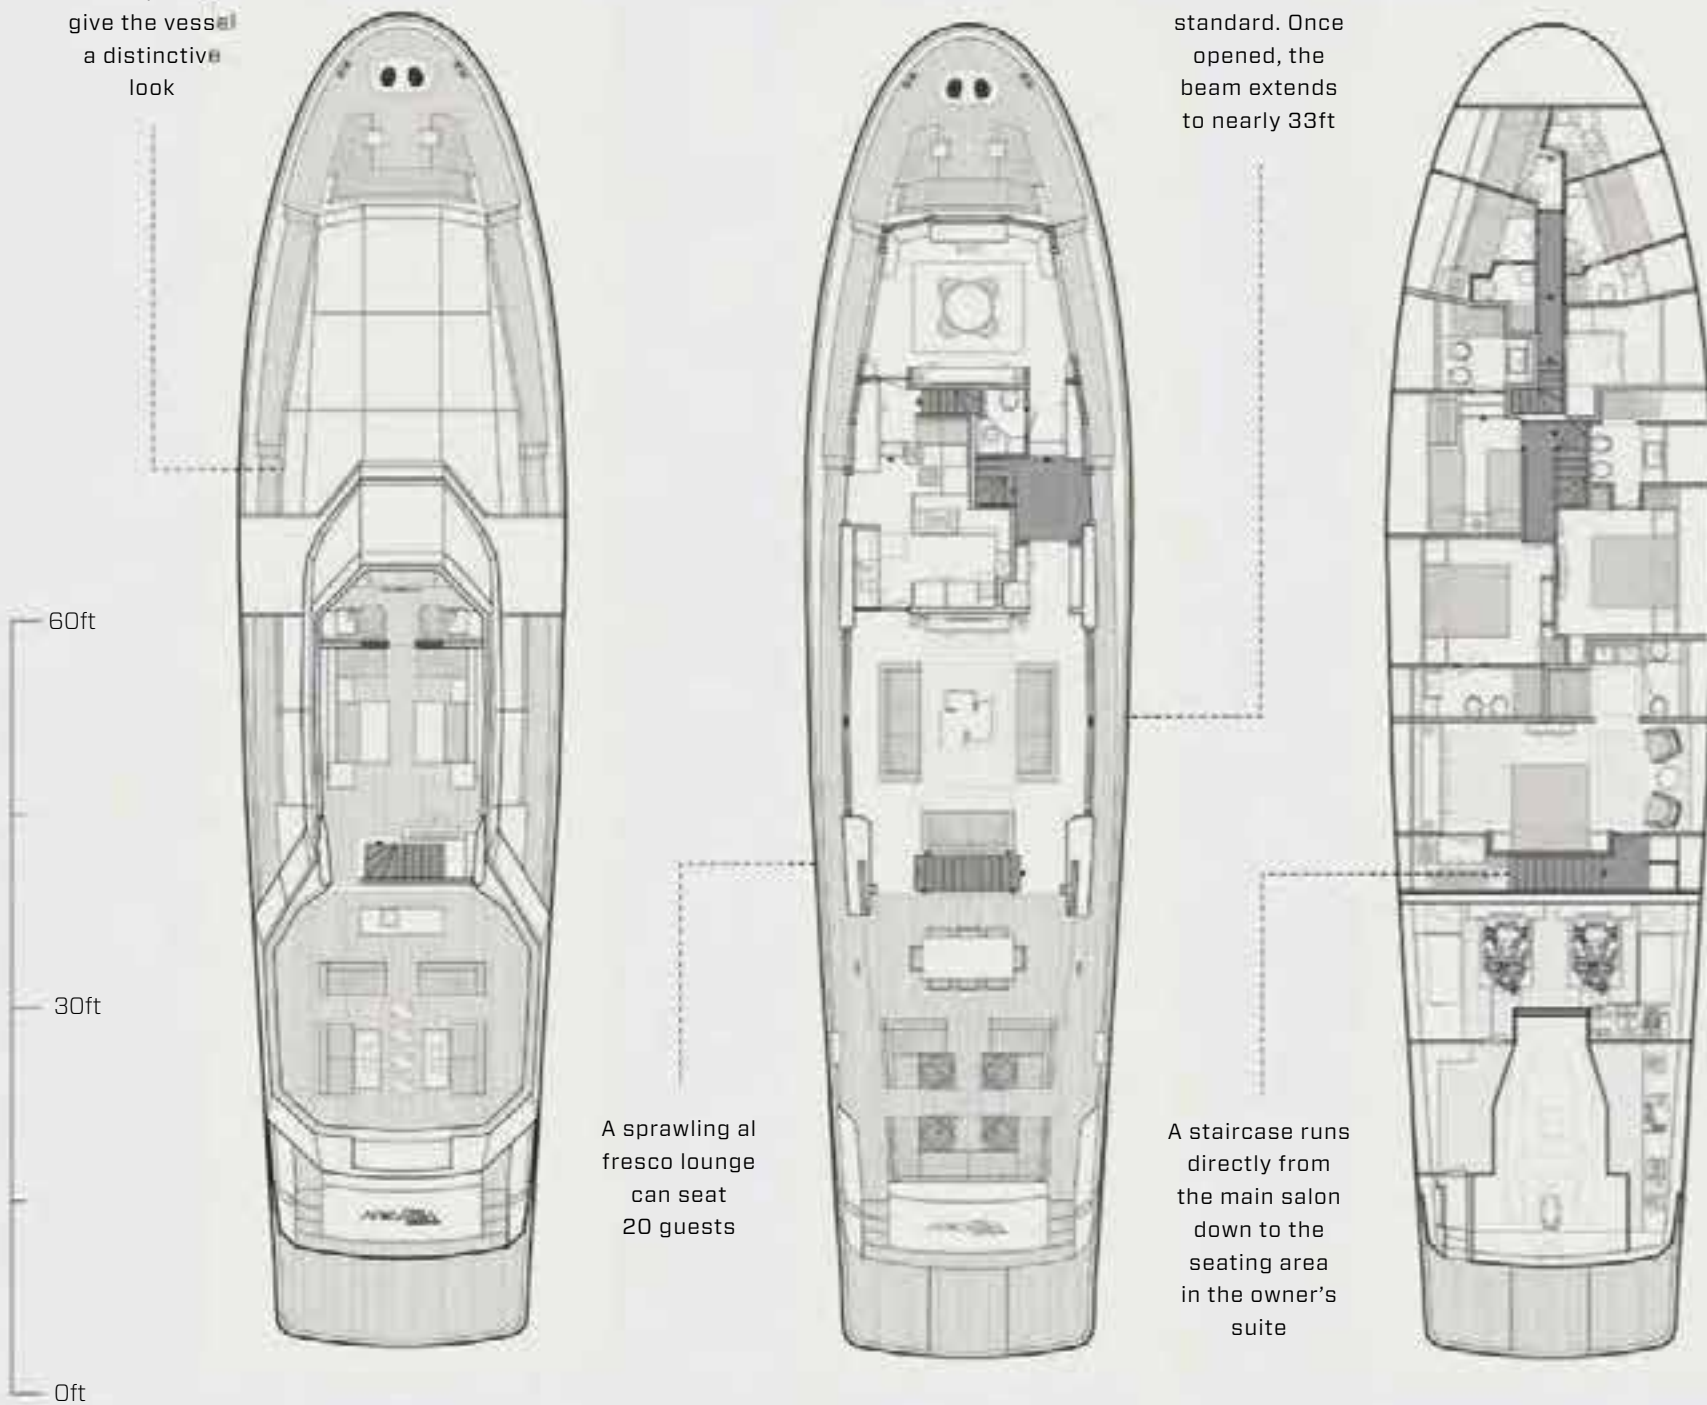 give the vessel
a distinctive
look
standard. Once
opened, the
beam extends
to nearly 33ft
60ft
30ft
0ft
A sprawling al
fresco lounge
can seat
20 guests
A staircase runs
directly from
the main salon
down to the
seating area
in the owner's
suite